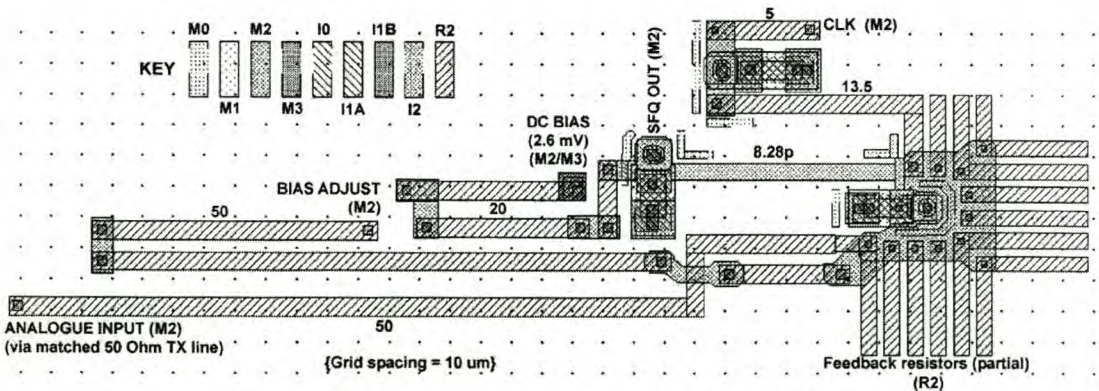 M0 M2 I0 I1B R2
KEY
M1 M3 I1A I2
5
CLK (M2)
SFQ OUT (M2)
13.5
DC BIAS
(2.6 mV)
(M2/M3)
8.28p
BIAS ADJUST
(M2)
50
20
ANALOGUE INPUT (M2)
(via matched 50 Ohm TX line)
50
{Grid spacing = 10 um}
Feedback resistors (partial)
(R2)